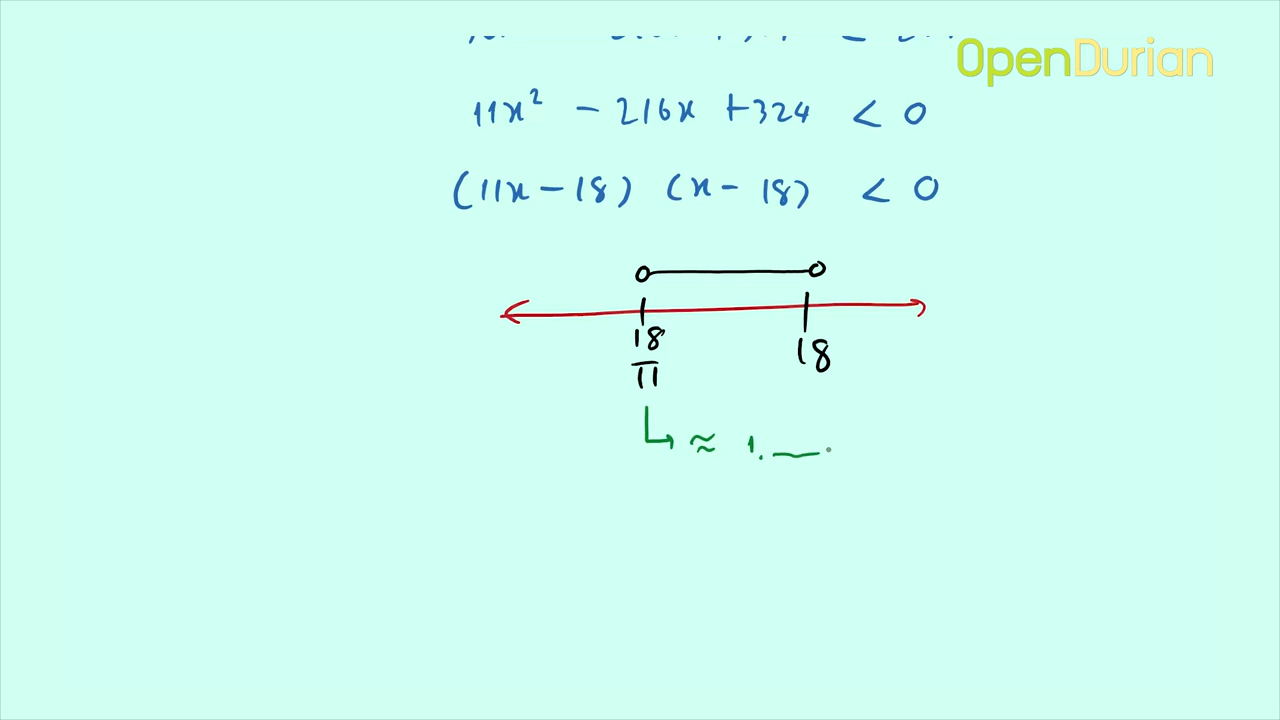 OpenDurian
11x² - 216x + 324 < 0
(11x - 18) (x - 18) < 0
18/11 18
≈ 1.